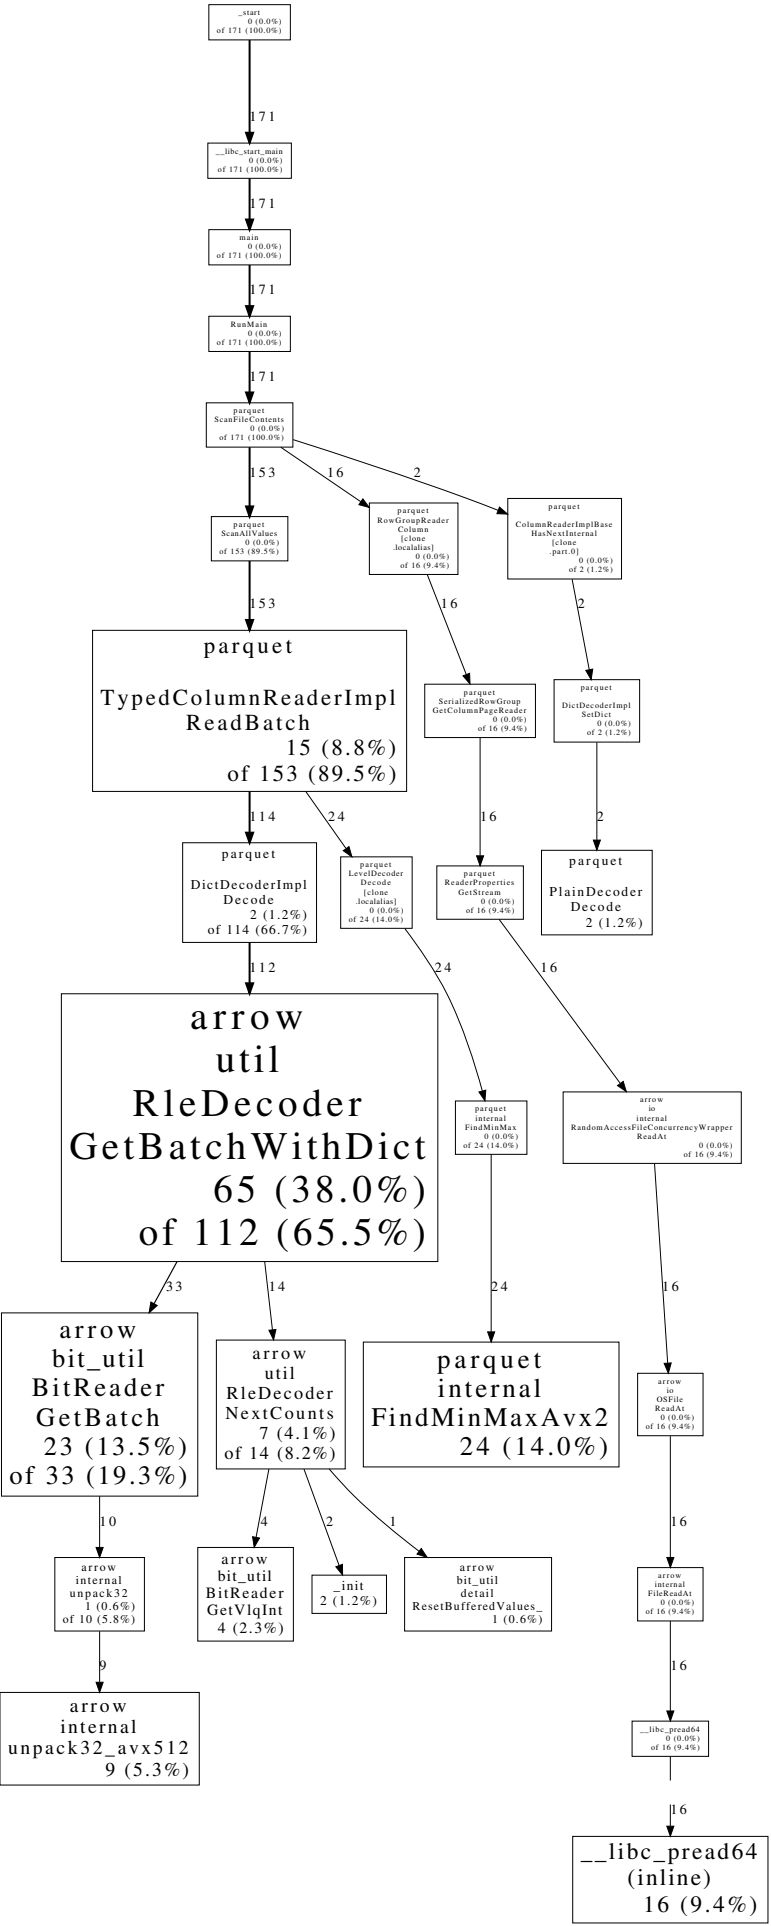 _start
0 (0.0%)
of 171 (100.0%)
171
__libc_start_main
0 (0.0%)
of 171 (100.0%)
171
main
0 (0.0%)
of 171 (100.0%)
171
RunMain
0 (0.0%)
of 171 (100.0%)
171
parquet
ScanFileContents
0 (0.0%)
of 171 (100.0%)
153
16
2
parquet
ScanAllValues
0 (0.0%)
of 153 (89.5%)
parquet
RowGroupReader
Column
[clone
.localalias]
0 (0.0%)
of 16 (9.4%)
parquet
ColumnReaderImplBase
HasNextInternal
[clone
.part.0]
0 (0.0%)
of 2 (1.2%)
153
16
2
parquet
TypedColumnReaderImpl
ReadBatch
15 (8.8%)
of 153 (89.5%)
parquet
SerializedRowGroup
GetColumnPageReader
0 (0.0%)
of 16 (9.4%)
parquet
DictDecoderImpl
SetDict
0 (0.0%)
of 2 (1.2%)
114
24
16
2
parquet
DictDecoderImpl
Decode
2 (1.2%)
of 114 (66.7%)
parquet
LevelDecoder
Decode
[clone
.localalias]
0 (0.0%)
of 24 (14.0%)
parquet
ReaderProperties
GetStream
0 (0.0%)
of 16 (9.4%)
parquet
PlainDecoder
Decode
2 (1.2%)
112
24
16
arrow
util
RleDecoder
GetBatchWithDict
65 (38.0%)
of 112 (65.5%)
parquet
internal
FindMinMax
0 (0.0%)
of 24 (14.0%)
arrow
io
internal
RandomAccessFileConcurrencyWrapper
ReadAt
0 (0.0%)
of 16 (9.4%)
33
14
24
16
arrow
bit_util
BitReader
GetBatch
23 (13.5%)
of 33 (19.3%)
arrow
util
RleDecoder
NextCounts
7 (4.1%)
of 14 (8.2%)
parquet
internal
FindMinMaxAvx2
24 (14.0%)
arrow
io
OSFile
ReadAt
0 (0.0%)
of 16 (9.4%)
10
4
2
1
16
arrow
internal
unpack32
1 (0.6%)
of 10 (5.8%)
arrow
bit_util
BitReader
GetVlqInt
4 (2.3%)
_init
2 (1.2%)
arrow
bit_util
detail
ResetBufferedValues_
1 (0.6%)
arrow
internal
FileReadAt
0 (0.0%)
of 16 (9.4%)
9
16
arrow
internal
unpack32_avx512
9 (5.3%)
__libc_pread64
0 (0.0%)
of 16 (9.4%)
16
__libc_pread64
(inline)
16 (9.4%)